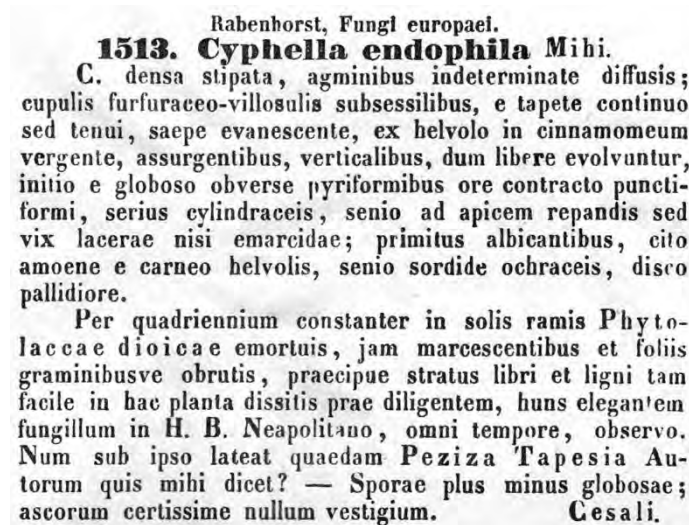 Rabenhorst, Fungi europaei.
1513. Cyphella endophila Mihi.
C. densa stipata, agminibus indeterminate diffusis;
cupulis furfuraceo-villosulis subsessilibus, e tapete continuo
sed tenui, saepe evanescente, ex helvolo in cinnamomeum
vergente, assurgentibus, verticalibus, dum libere evolvuntur,
initio e globoso obverse pyriformibus ore contracto puncti-
formi, serius cylindraceis, senio ad apicem repandis sed
vix lacerae nisi emarcidae; primitus albicantibus, cito
amoene e carneo helvolis, senio sordide ochraceis, disco
pallidiore.
Per quadriennium constanter in solis ramis Phyto-
laccae dioicae emortuis, jam marcescentibus et foliis
graminibusve obrutis, praecipue stratus libri et ligni tam
facile in hac planta dissitis prae diligentem, huns elegantem
fungillum in H. B. Neapolitano, omni tempore, observo.
Num sub ipso lateat quaedam Peziza Tapesia Au-
torum quis mihi dicet? — Sporae plus minus globosae;
ascorum certissime nullum vestigium. Cesali.